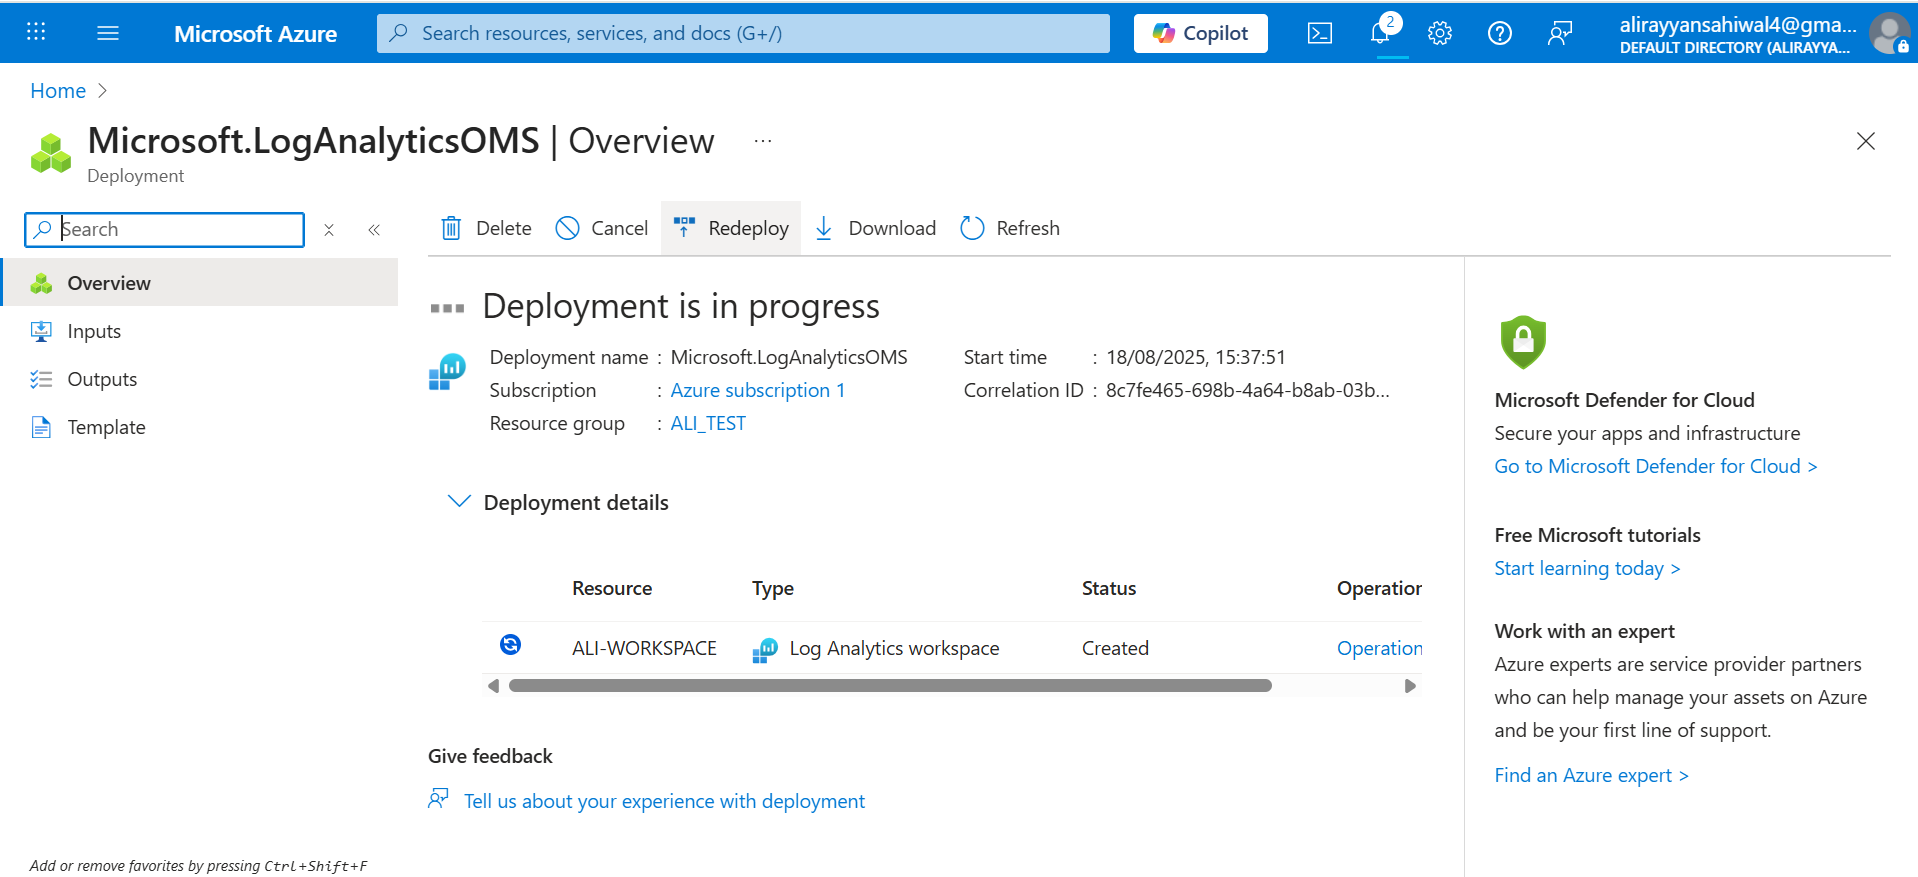 Microsoft Azure
Search resources, services, and docs (G+/)
Copilot
2
alirayyansahiwal4@gma...
DEFAULT DIRECTORY (ALIRAYYA...
Home
Microsoft.LogAnalyticsOMS | Overview ...
Deployment
Search
Delete Cancel Redeploy Download Refresh
Overview
Inputs
Outputs
Template
Deployment is in progress
Deployment name : Microsoft.LogAnalyticsOMS
Subscription : Azure subscription 1
Resource group : ALI_TEST
Start time : 18/08/2025, 15:37:51
Correlation ID : 8c7fe465-698b-4a64-b8ab-03b...
Deployment details
Resource Type Status Operation
ALI-WORKSPACE Log Analytics workspace Created Operation
Give feedback
Tell us about your experience with deployment
Microsoft Defender for Cloud
Secure your apps and infrastructure
Go to Microsoft Defender for Cloud >
Free Microsoft tutorials
Start learning today >
Work with an expert
Azure experts are service provider partners
who can help manage your assets on Azure
and be your first line of support.
Find an Azure expert >
Add or remove favorites by pressing Ctrl+Shift+F